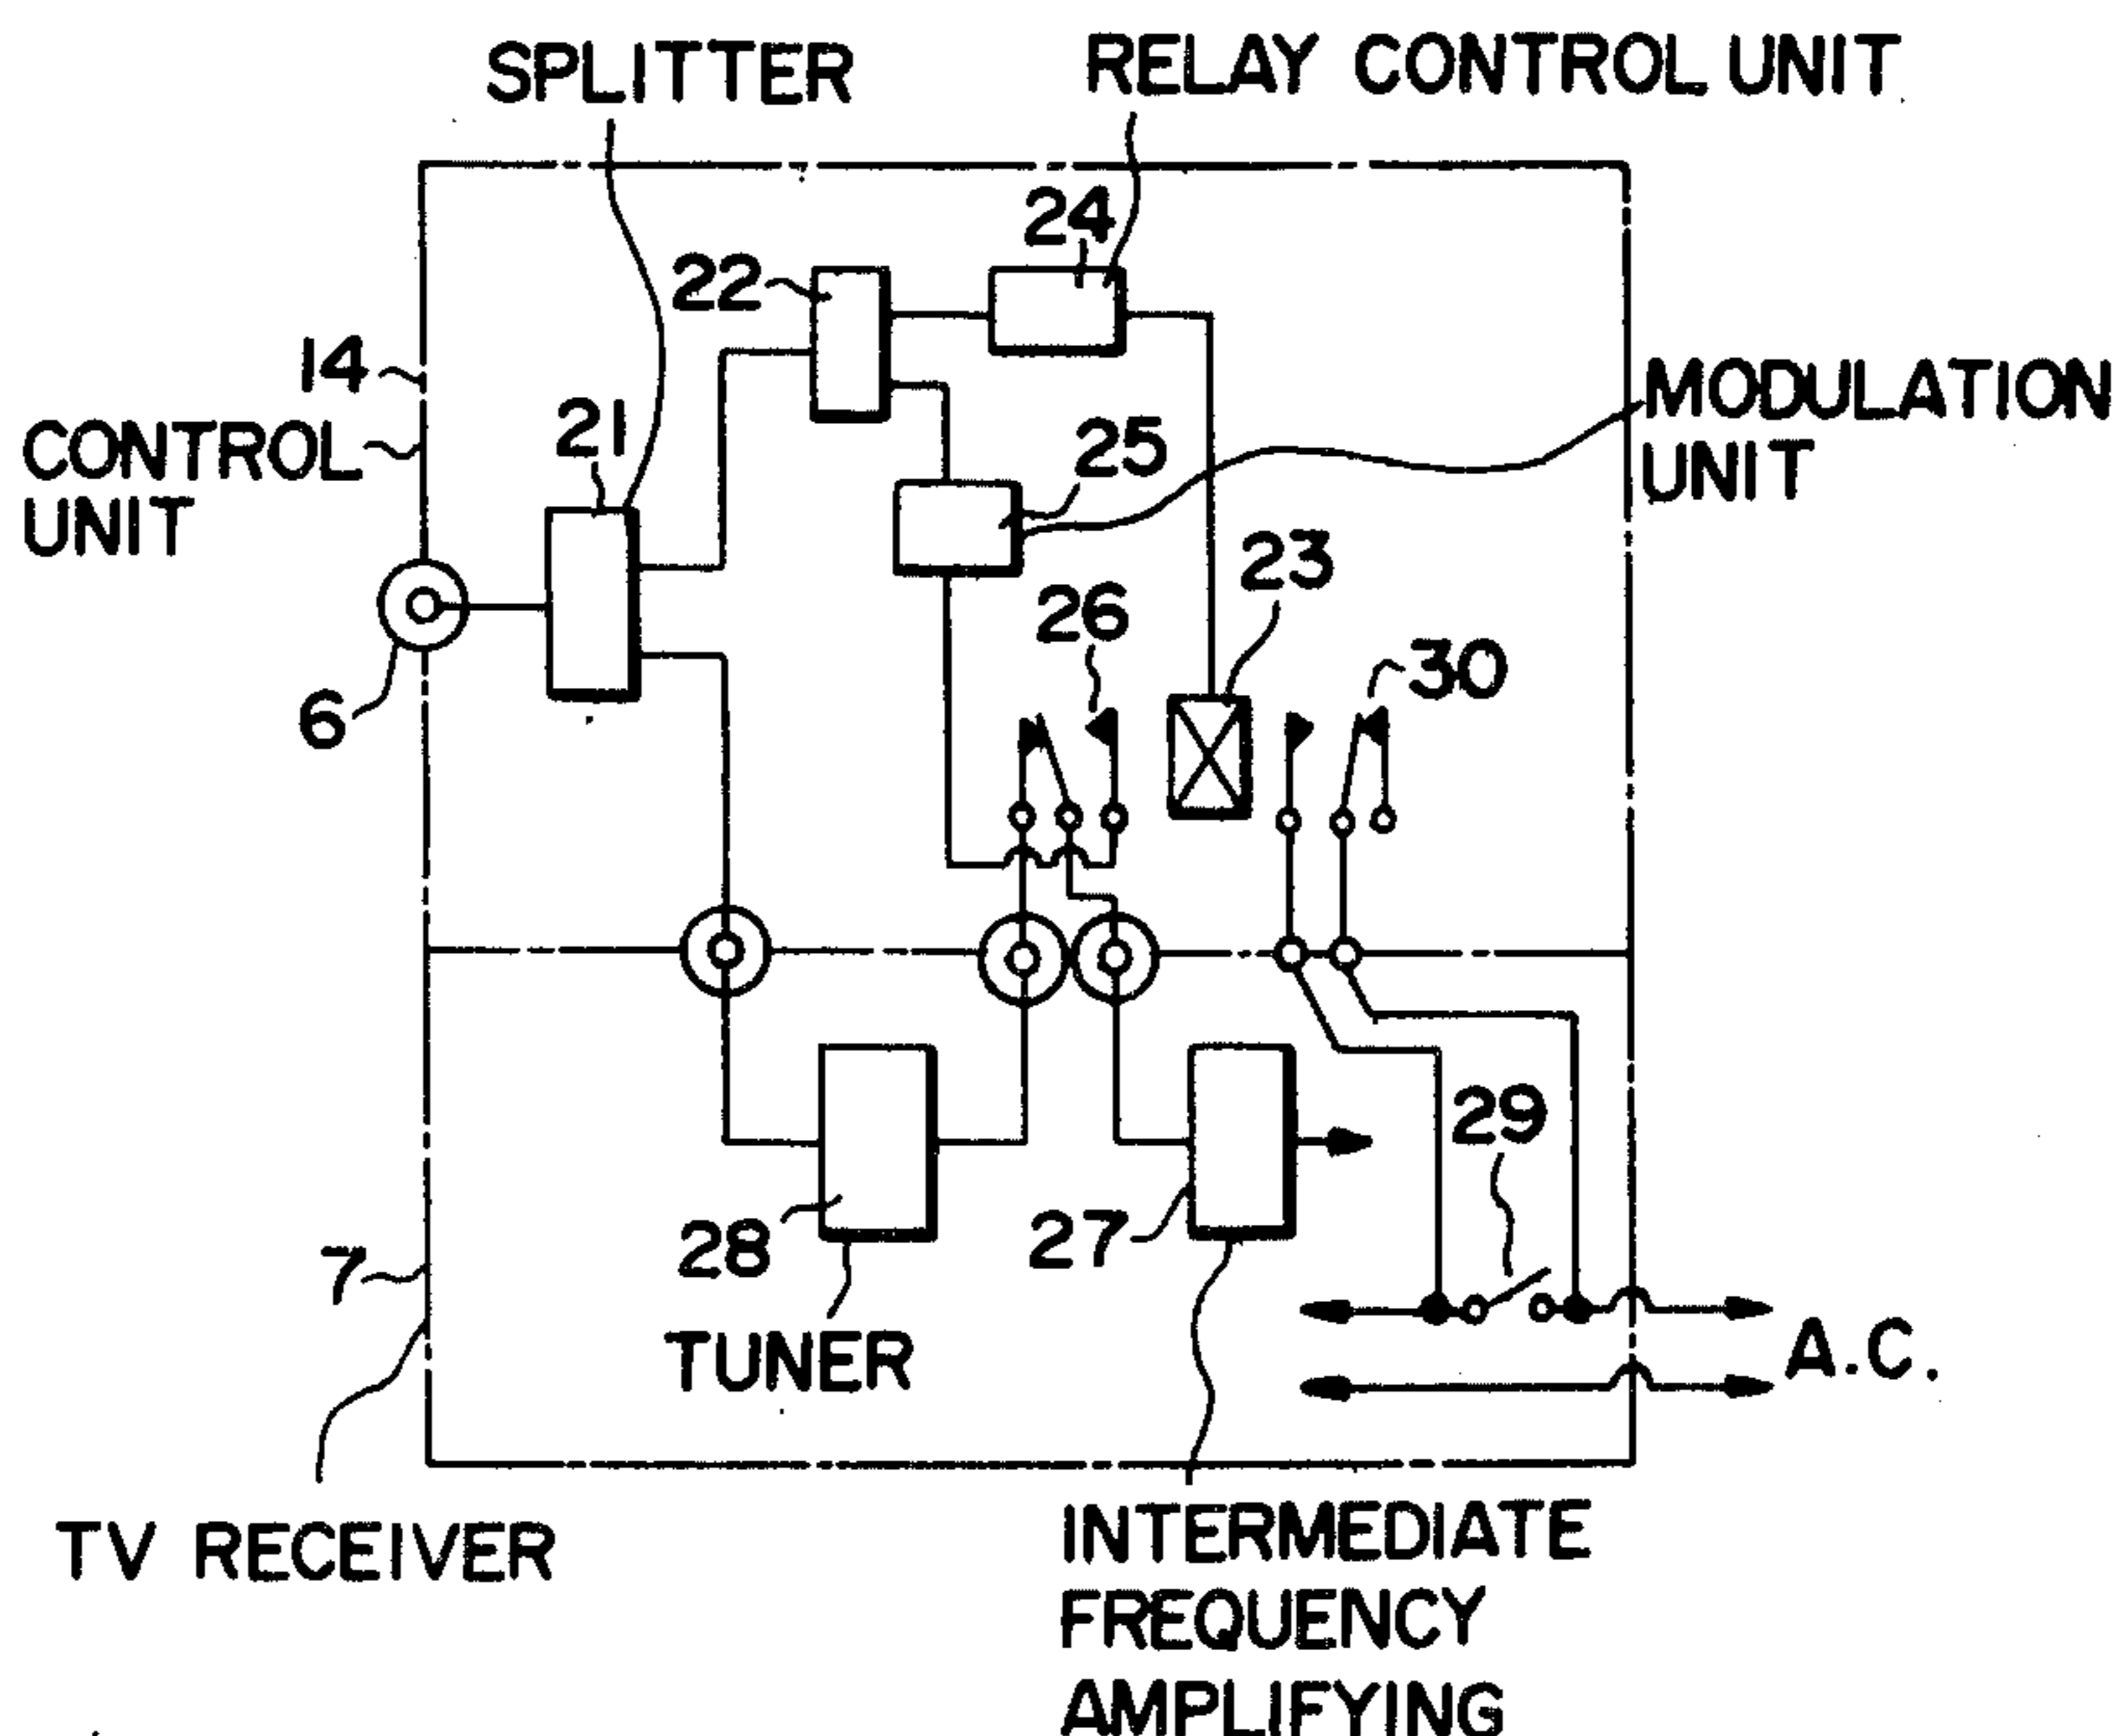 SPLITTER
RELAY CONTROL UNIT
24
22
14
CONTROL
UNIT
21
MODULATION
UNIT
25
23
26
30
6
29
28
27
7
TUNER
A.C.
TV RECEIVER
INTERMEDIATE
FREQUENCY
AMPLIFYING